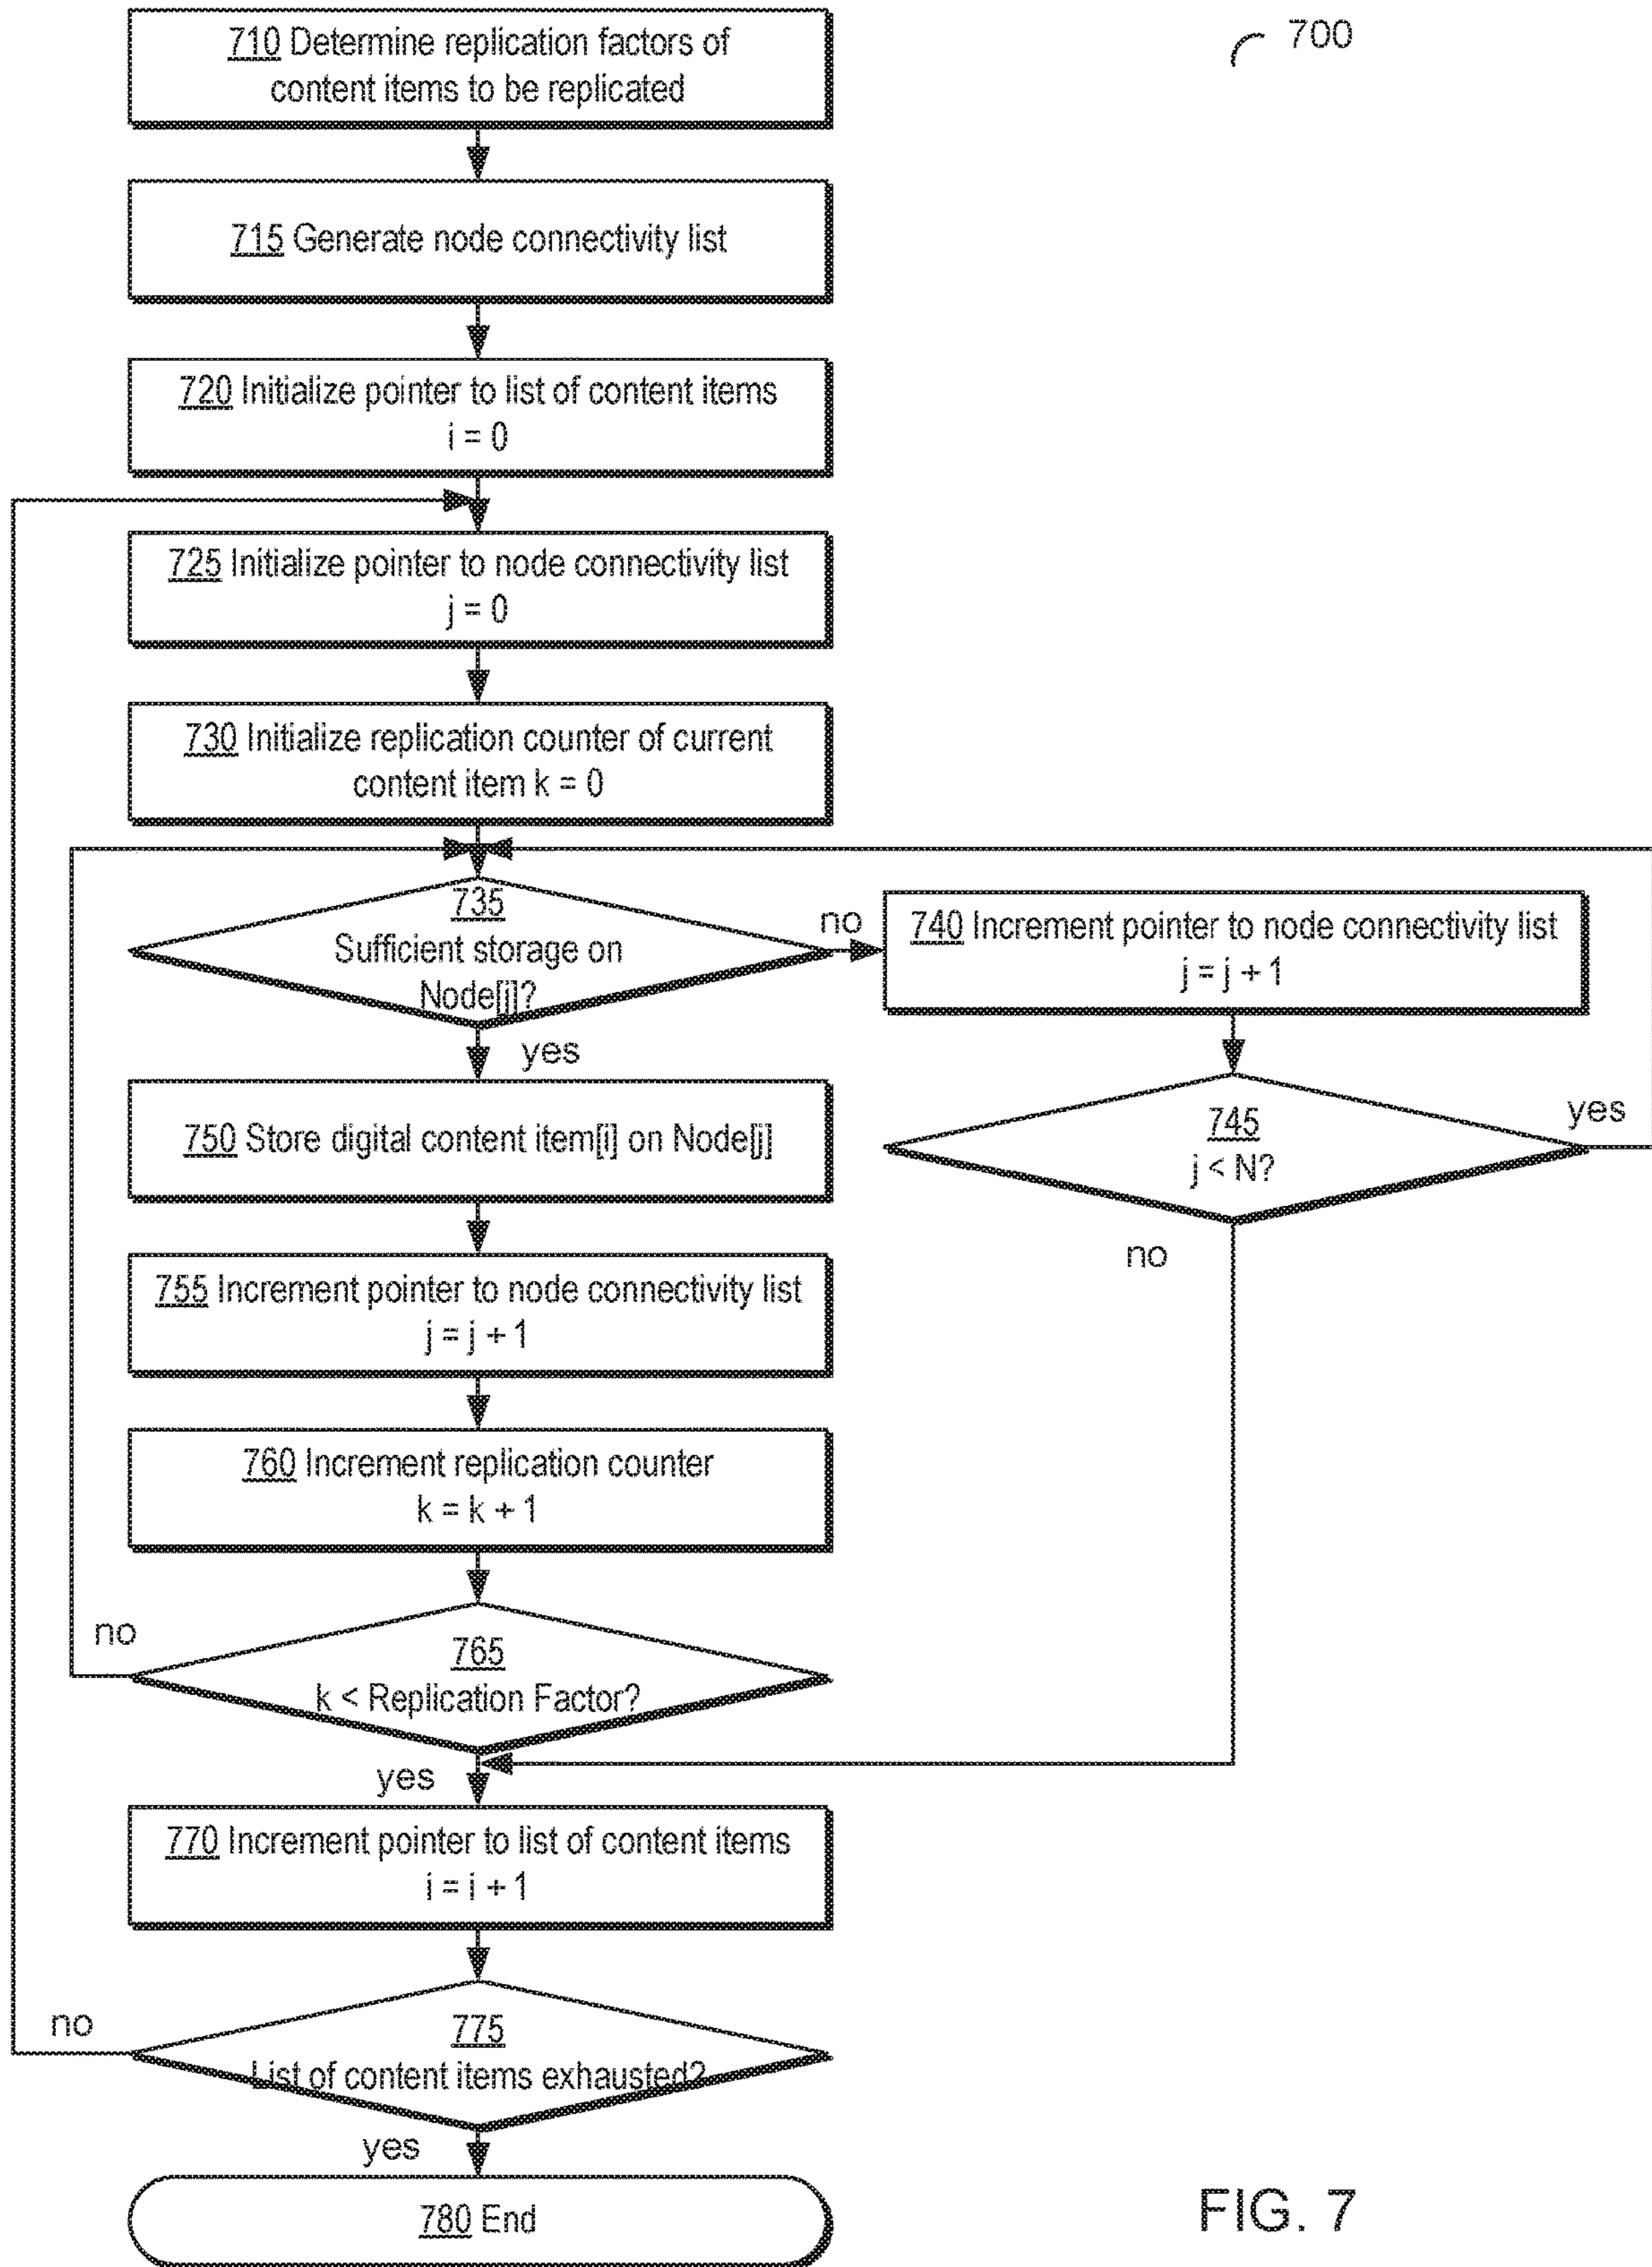 700
710 Determine replication factors of
content items to be replicated
715 Generate node connectivity list
720 Initialize pointer to list of content items
i = 0
725 Initialize pointer to node connectivity list
j = 0
730 Initialize replication counter of current
content item k = 0
735
Sufficient storage on
Node[j]?
no
740 Increment pointer to node connectivity list
j = j + 1
yes
745
j < N?
yes
no
750 Store digital content item[i] on Node[j]
755 Increment pointer to node connectivity list
j = j + 1
760 Increment replication counter
k = k + 1
no
765
k < Replication Factor?
yes
770 Increment pointer to list of content items
i = i + 1
no
775
List of content items exhausted?
yes
780 End
FIG. 7